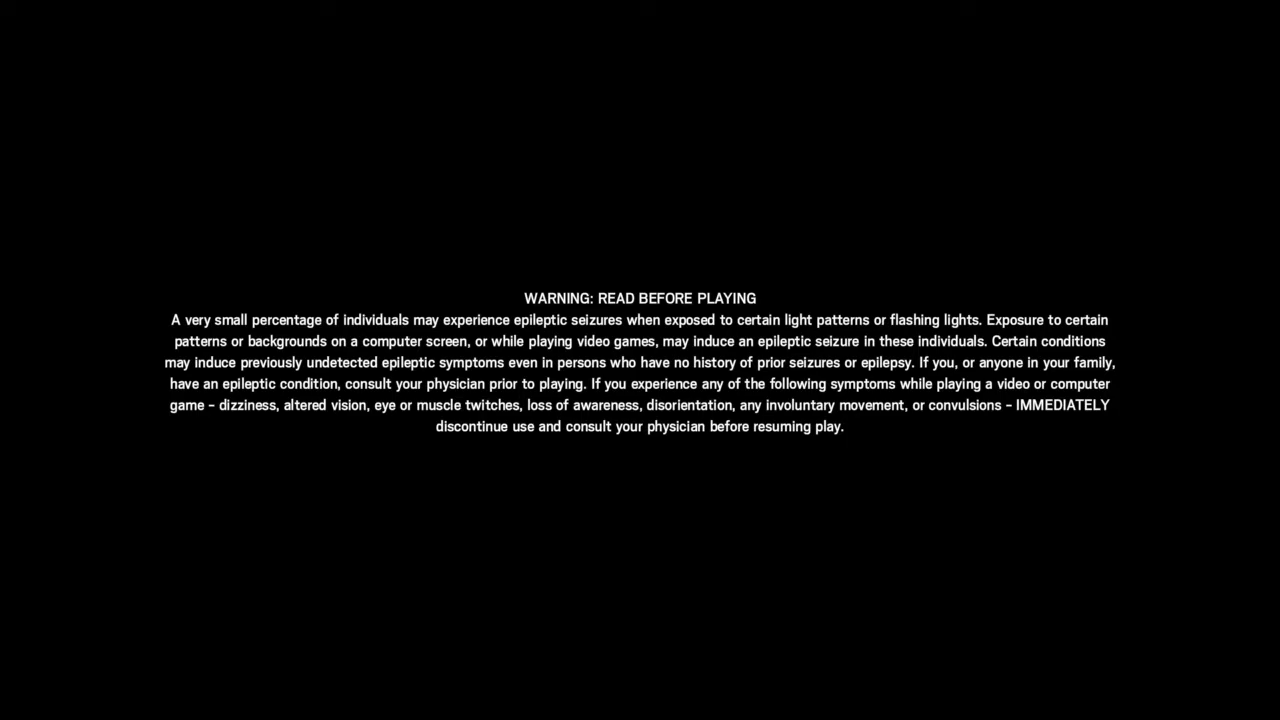 WARNING: READ BEFORE PLAYING
A very small percentage of individuals may experience epileptic seizures when exposed to certain light patterns or flashing lights. Exposure to certain
patterns or backgrounds on a computer screen, or while playing video games, may induce an epileptic seizure in these individuals. Certain conditions
may induce previously undetected epileptic symptoms even in persons who have no history of prior seizures or epilepsy. If you, or anyone in your family,
have an epileptic condition, consult your physician prior to playing. If you experience any of the following symptoms while playing a video or computer
game – dizziness, altered vision, eye or muscle twitches, loss of awareness, disorientation, any involuntary movement, or convulsions – IMMEDIATELY
discontinue use and consult your physician before resuming play.